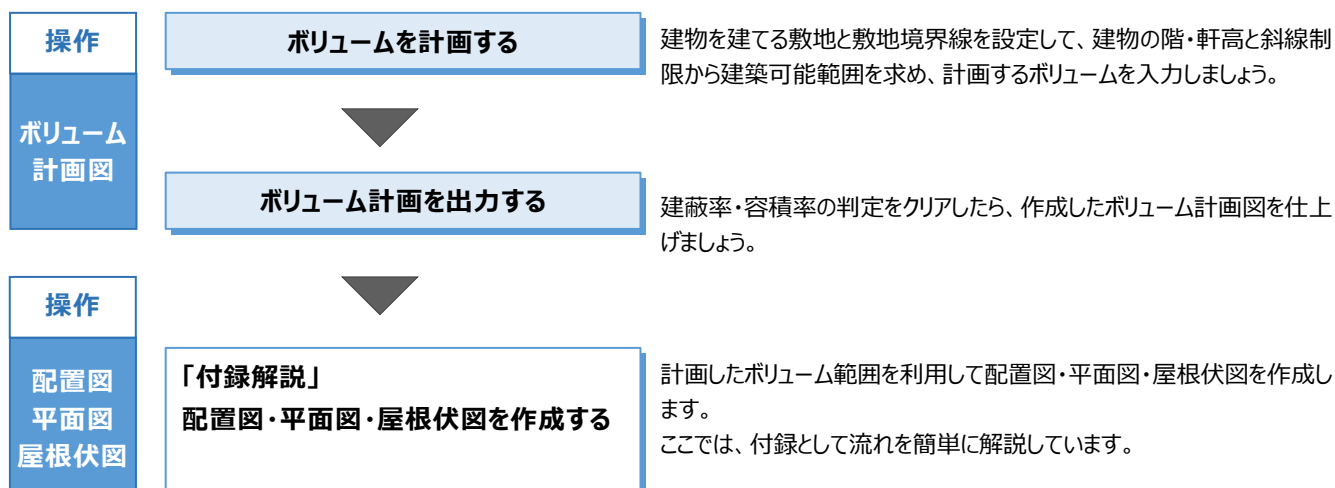 操作
ボリューム
計画図
ボリュームを計画する
建物を建てる敷地と敷地境界線を設定して、建物の階・軒高と斜線制
限から建築可能範囲を求め、計画するボリュームを入力しましょう。
ボリューム計画を出力する
建蔽率・容積率の判定をクリアしたら、作成したボリューム計画図を仕上
げましょう。
操作
配置図
平面図
屋根伏図
「付録解説」
配置図・平面図・屋根伏図を作成する
計画したボリューム範囲を利用して配置図・平面図・屋根伏図を作成し
ます。
ここでは、付録として流れを簡単に解説しています。